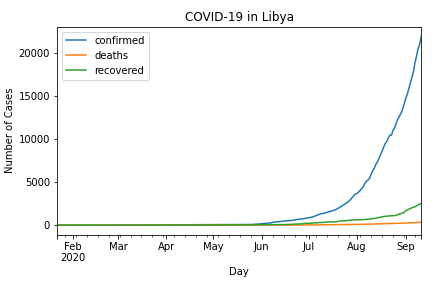 COVID-19 in Libya
confirmed
deaths
recovered
Number of Cases
20000
15000
10000
5000
0
Feb Mar Apr May Jun Jul Aug Sep
2020
Day